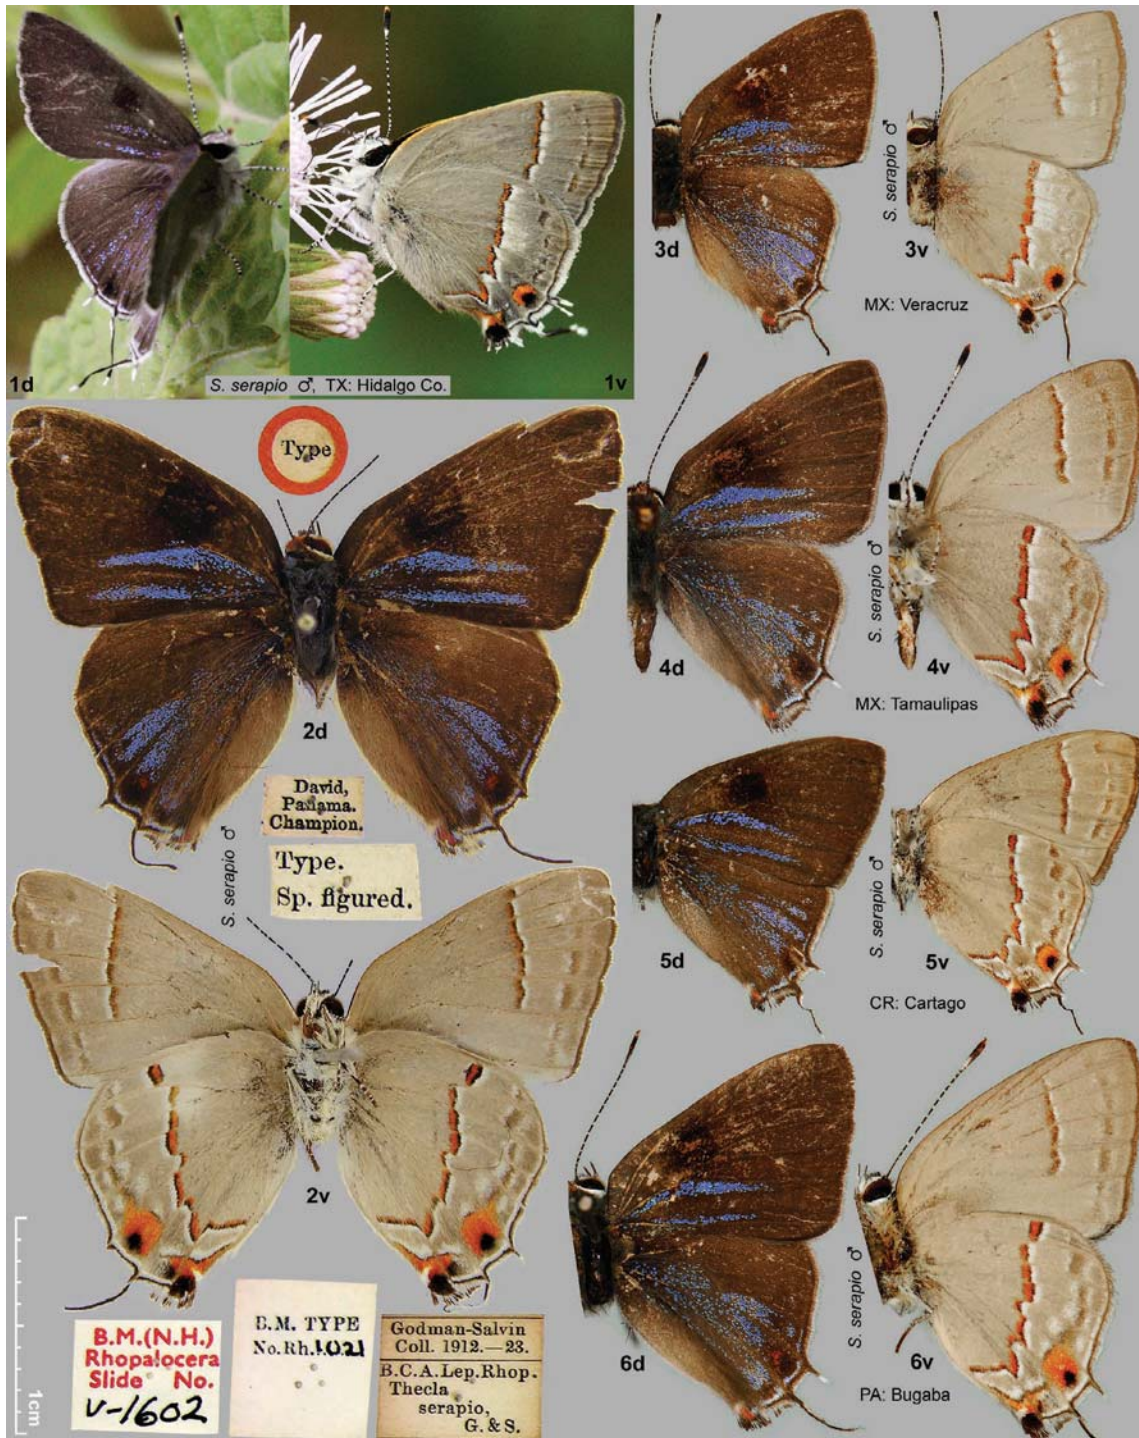 1d
S. serapio ♂, TX: Hidalgo Co.
1v
3d
S. serapio ♂
3v
MX: Veracruz
Type
4d
S. serapio ♂
4v
MX: Tamaulipas
2d
David,
Panama.
Champion.
Type.
Sp. figured.
S. serapio ♂
5d
S. serapio ♂
5v
CR: Cartago
2v
6d
S. serapio ♂
6v
PA: Bugaba
1cm
B.M.(N.H.)
Rhopalocera
Slide No.
V-1602
B.M. TYPE
No.Rh.1021
Godman-Salvin
Coll. 1912.—23.
B.C.A.Lep.Rhop.
Thecla
serapio,
G. & S.